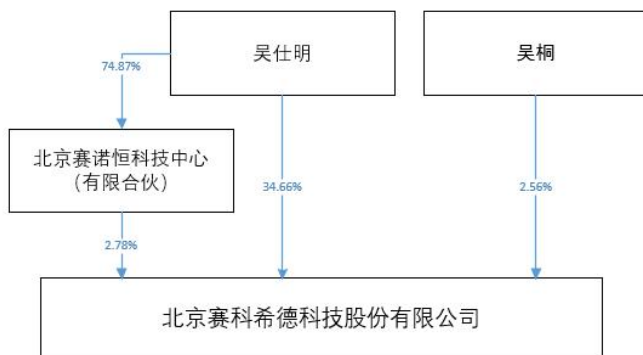 吴仕明
吴桐
74.87%
北京赛诺恒科技中心
（有限合伙）
34.66%
2.56%
2.78%
北京赛科希德科技股份有限公司